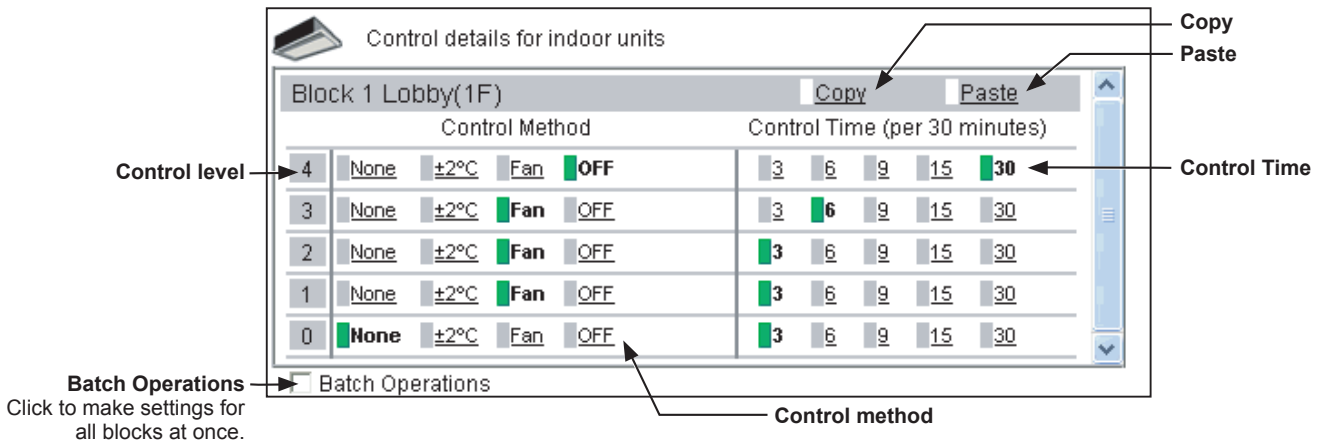 Copy
Paste
Control details for indoor units
Block 1 Lobby(1F) Copy Paste
Control Method Control Time (per 30 minutes)
Control level 4 None ±2°C Fan OFF 3 6 9 15 30 Control Time
3 None ±2°C Fan OFF 3 6 9 15 30
2 None ±2°C Fan OFF 3 6 9 15 30
1 None ±2°C Fan OFF 3 6 9 15 30
0 None ±2°C Fan OFF 3 6 9 15 30
Batch Operations Batch Operations
Click to make settings for
all blocks at once.
Control method